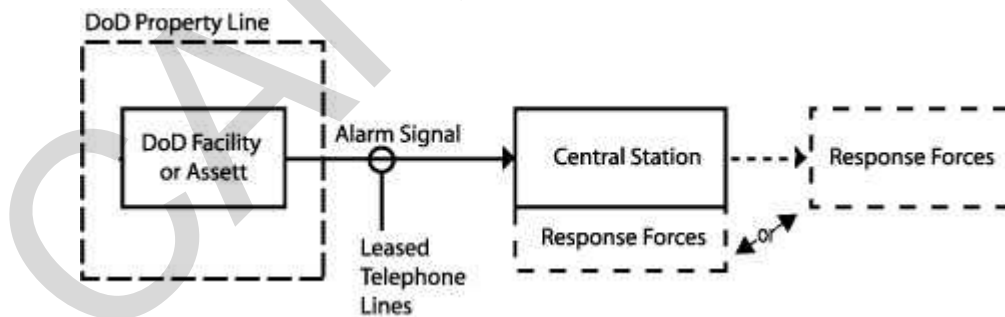 DoD Property Line
DoD Facility
or Assett
Alarm Signal
Leased
Telephone
Lines
Central Station
Response Forces
or
Response Forces